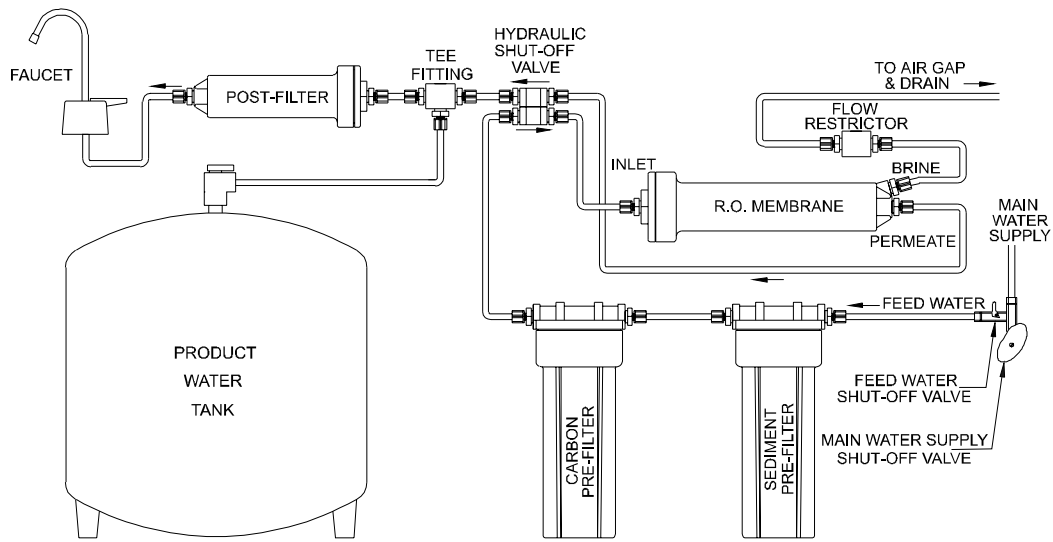 FAUCET
POST-FILTER
TEE
FITTING
HYDRAULIC
SHUT-OFF
VALVE
TO AIR GAP
& DRAIN
FLOW
RESTRICTOR
INLET
BRINE
R.O. MEMBRANE
PERMEATE
MAIN
WATER
SUPPLY
FEED WATER
PRODUCT
WATER
TANK
CARBON
PRE-FILTER
SEDIMENT
PRE-FILTER
FEED WATER
SHUT-OFF VALVE
MAIN WATER SUPPLY
SHUT-OFF VALVE